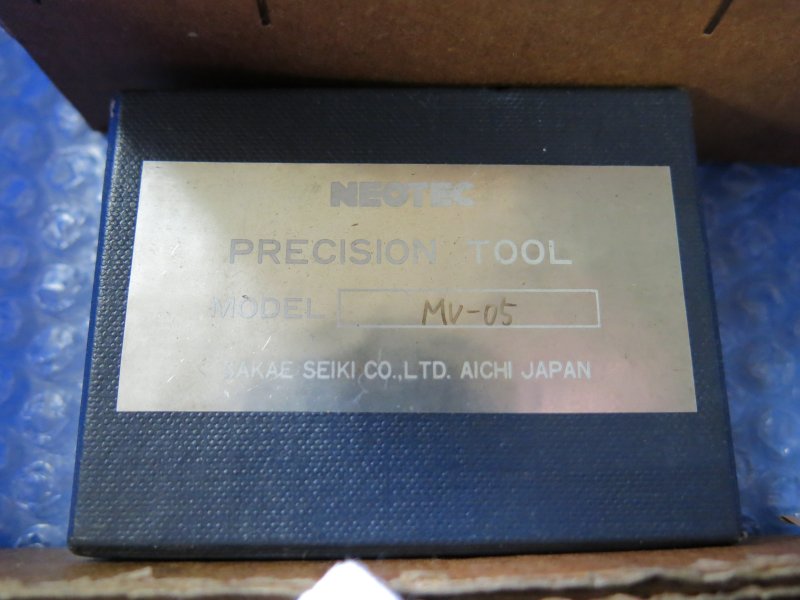 NEOTEC
PRECISION TOOL
MODEL MV-05
SAKAE SEIKI CO.,LTD. AICHI JAPAN